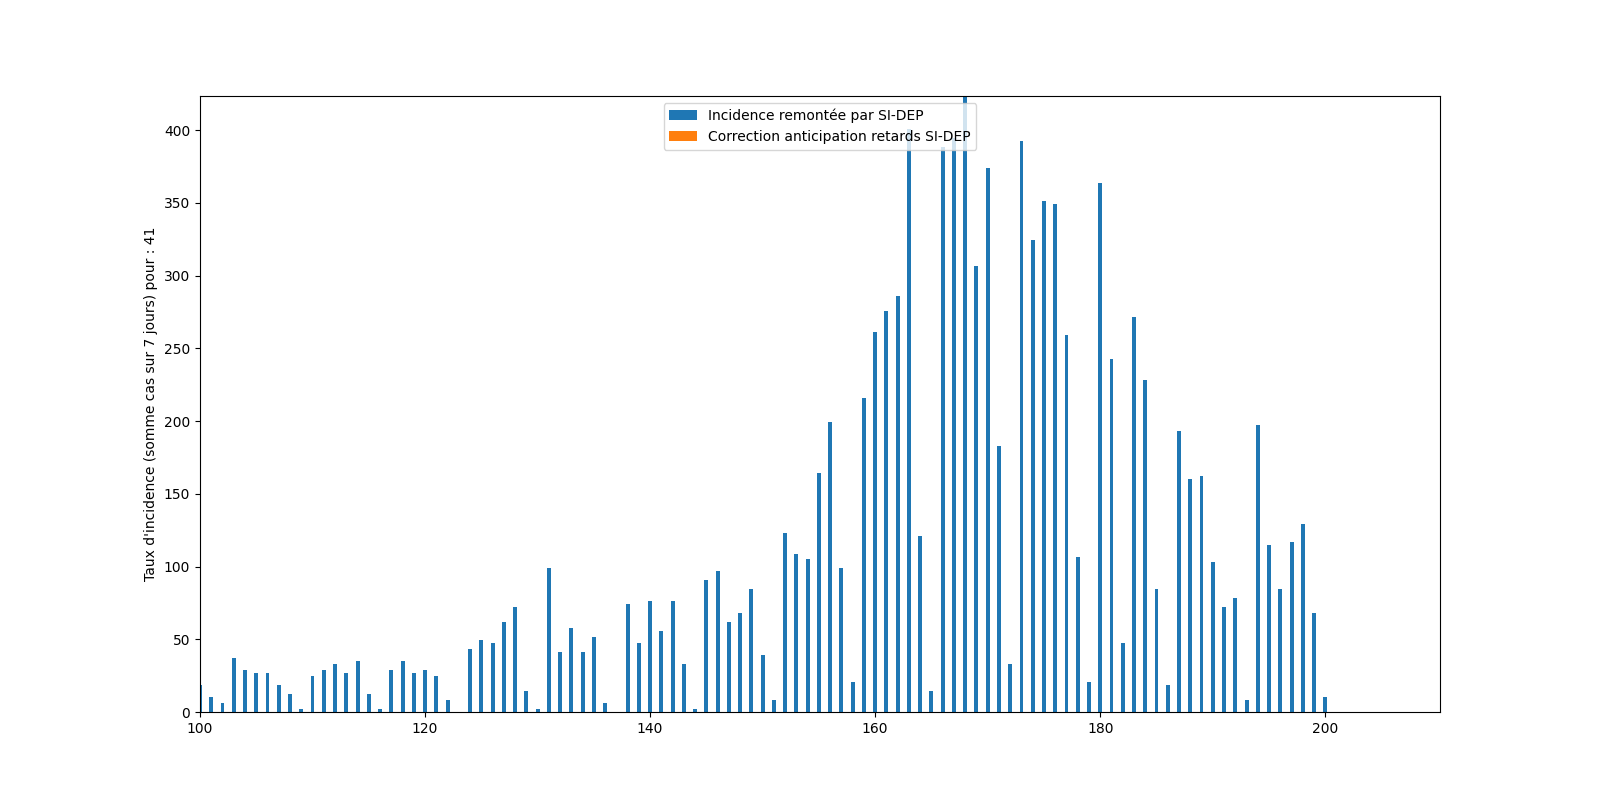 Incidence remontée par SI-DEP
Correction anticipation retards SI-DEP
Taux d'incidence (somme cas sur 7 jours) pour : 41
400
350
300
250
200
150
100
50
0
100 120 140 160 180 200